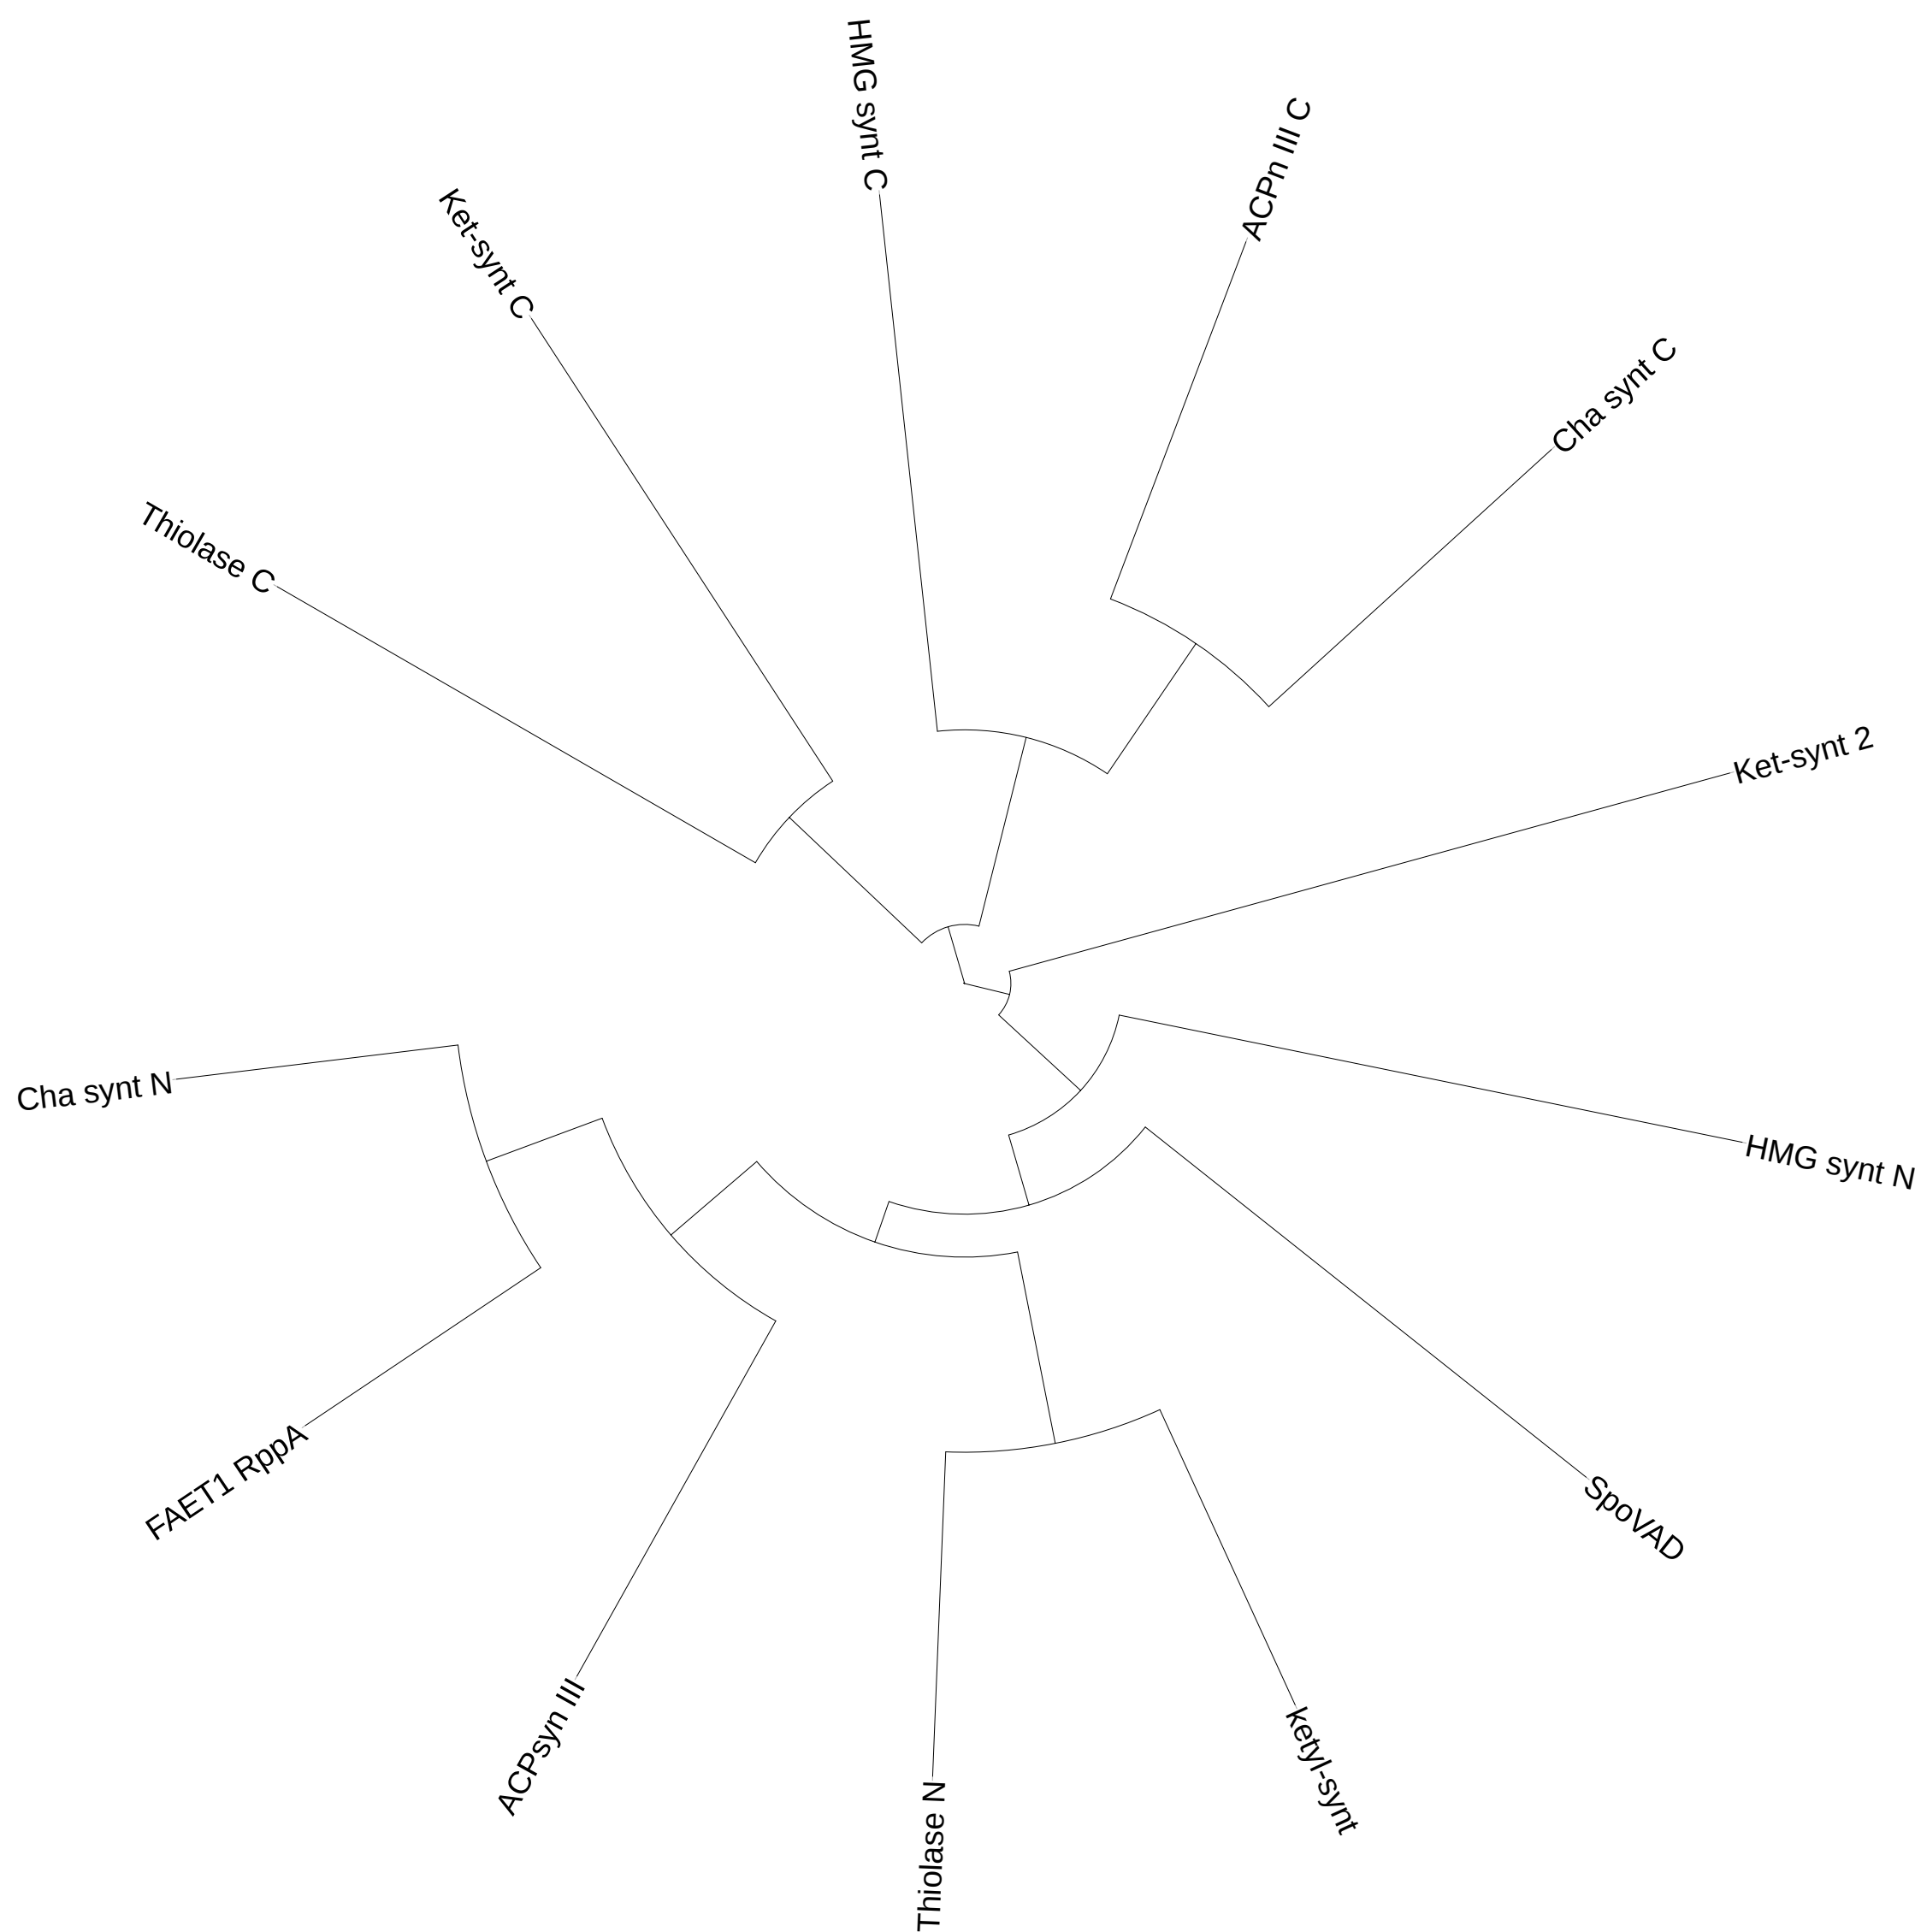 HMG synt C
ACPn III C
Ket-synt C
Cha synt C
Thiolase C
Ket-synt 2
Cha synt N
HMG synt N
FAET1 RppA
SpoVAD
ACPsyn III
ketyl-synt
Thiolase N